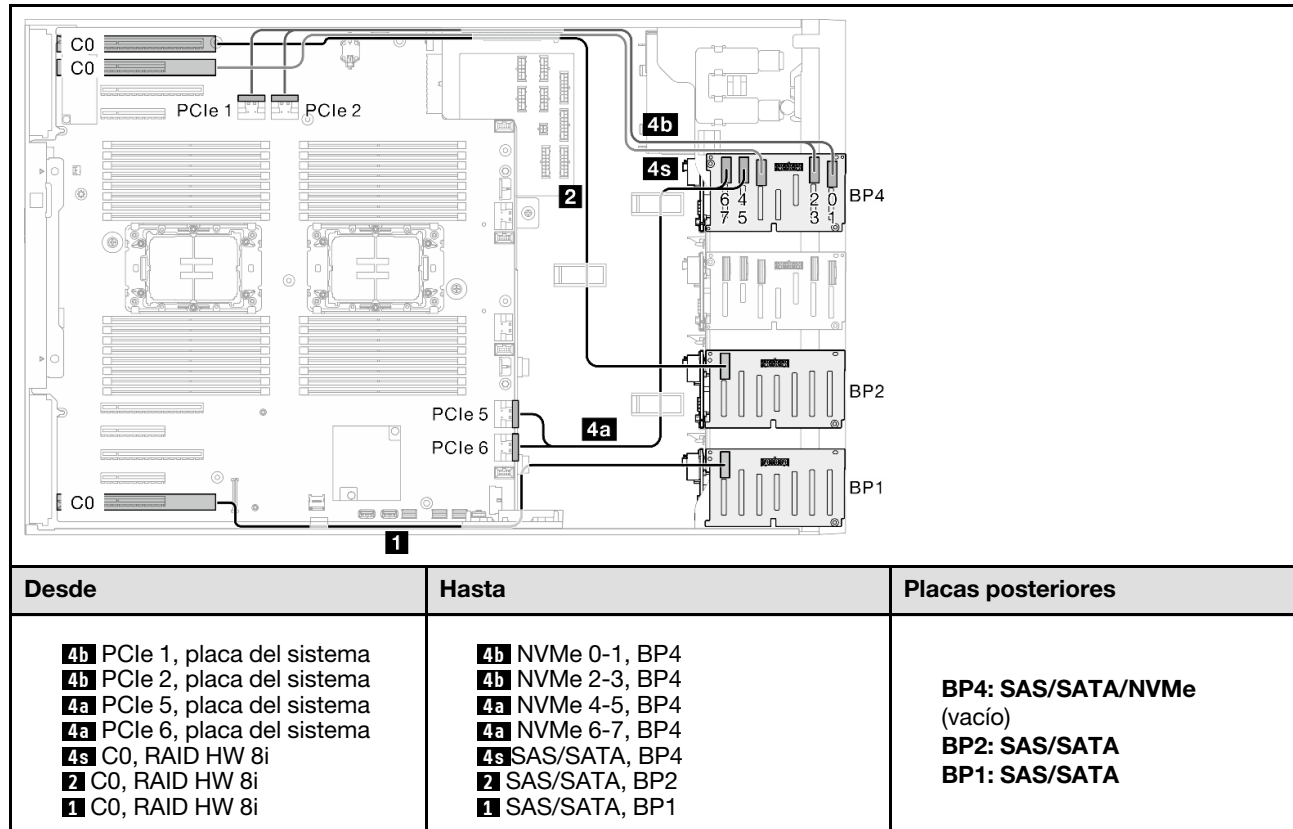 C0
C0
PCIe 1
PCIe 2
4b
4s
2
6 4 2 0
7 5 3 1
BP4
BP2
PCIe 5
PCIe 6
4a
BP1
C0
1
Desde
Hasta
Placas posteriores
4b PCIe 1, placa del sistema
4b PCIe 2, placa del sistema
4a PCIe 5, placa del sistema
4a PCIe 6, placa del sistema
4s C0, RAID HW 8i
2 C0, RAID HW 8i
1 C0, RAID HW 8i
4b NVMe 0-1, BP4
4b NVMe 2-3, BP4
4a NVMe 4-5, BP4
4a NVMe 6-7, BP4
4s SAS/SATA, BP4
2 SAS/SATA, BP2
1 SAS/SATA, BP1
BP4: SAS/SATA/NVMe
(vacío)
BP2: SAS/SATA
BP1: SAS/SATA